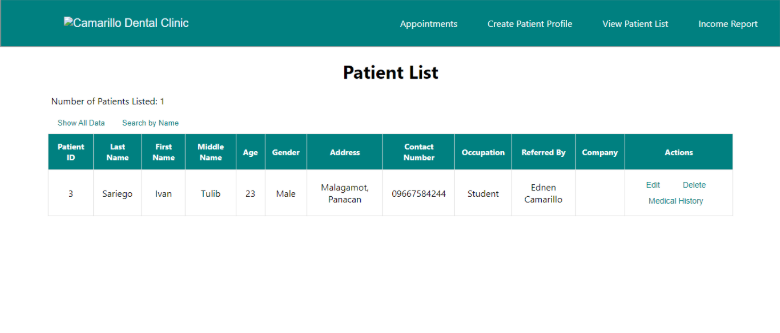 Camarillo Dental Clinic
Appointments Create Patient Profile View Patient List Income Report
Patient List
Number of Patients Listed: 1
Show All Data Search by Name
Patient ID Last Name First Name Middle Name Age Gender Address Contact Number Occupation Referred By Company Actions
3 Sariego Ivan Tulib 23 Male Malagamot, Panacan 09667584244 Student Ednen Camarillo Edit Delete
Medical History